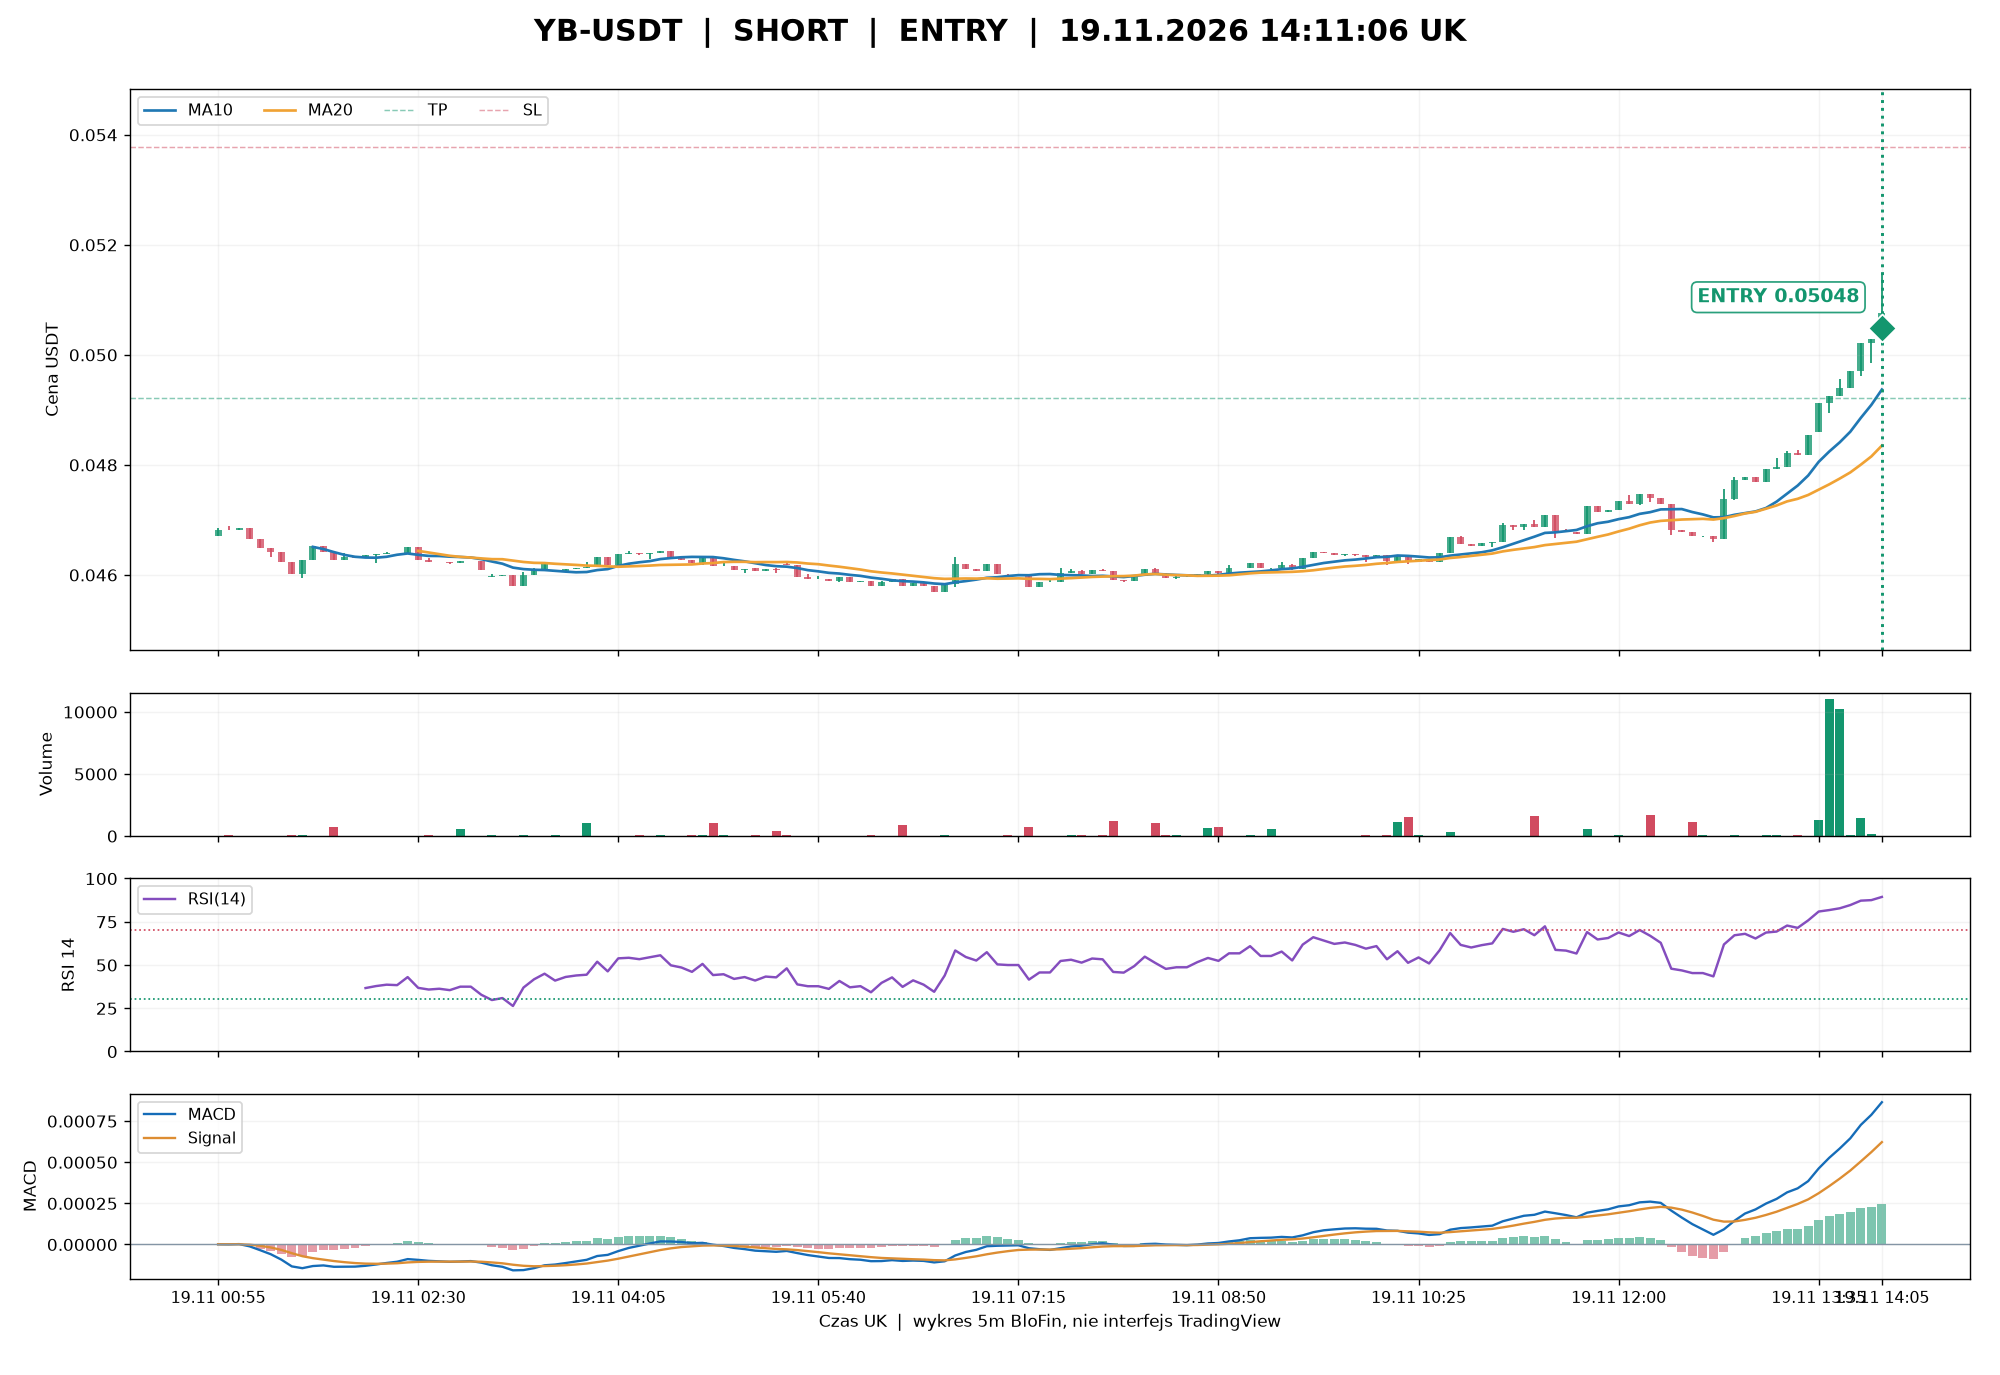 YB-USDT | SHORT | ENTRY | 19.11.2026 14:11:06 UK
MA10 MA20 TP SL
0.054
0.052
0.050
0.048
0.046
Cena USDT
ENTRY 0.05048
10000
5000
0
Volume
RSI(14)
100
75
50
25
0
RSI 14
MACD
Signal
0.00075
0.00050
0.00025
0.00000
MACD
19.11 00:55 19.11 02:30 19.11 04:05 19.11 05:40 19.11 07:15 19.11 08:50 19.11 10:25 19.11 12:00 19.11 13:35 19.11 14:05
Czas UK | wykres 5m BloFin, nie interfejs TradingView